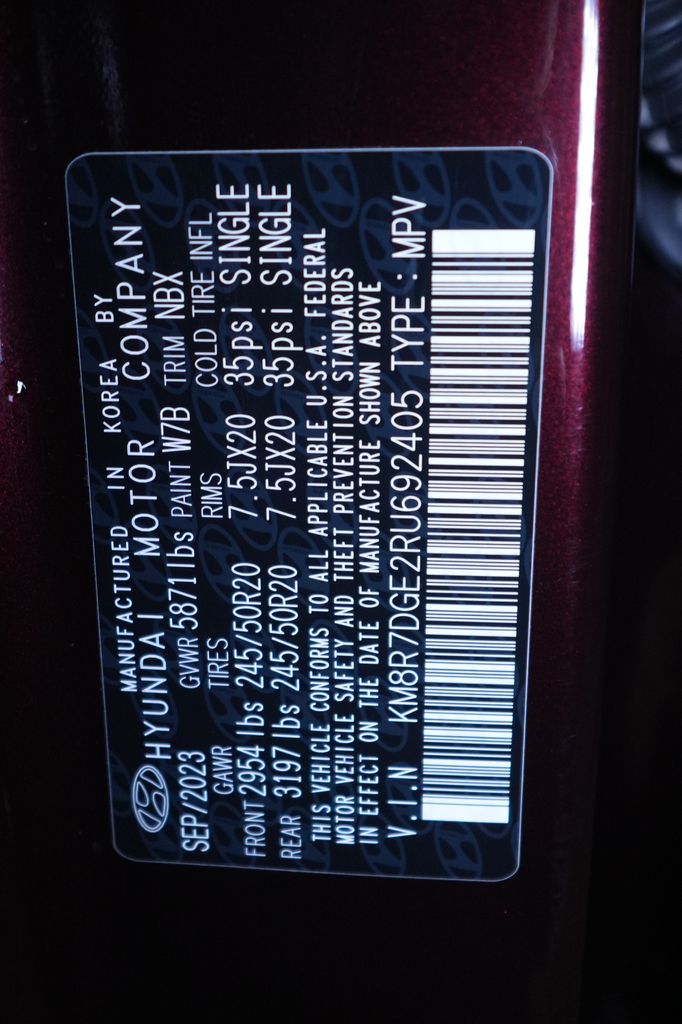 MANUFACTURED IN KOREA BY
HYUNDAI MOTOR COMPANY
SEP/2023 GVWR 5871lbs PAINT W7B TRIM NBX
GAWR TIRES RIMS COLD TIRE INFL
FRONT 2954 lbs 245/50R20 7.5JX20 35psi SINGLE
REAR 3197 lbs 245/50R20 7.5JX20 35psi SINGLE
THIS VEHICLE CONFORMS TO ALL APPLICABLE U.S.A. FEDERAL
MOTOR VEHICLE SAFETY AND THEFT PREVENTION STANDARDS
IN EFFECT ON THE DATE OF MANUFACTURE SHOWN ABOVE
V.I.N KM8R7DGE2RU692405 TYPE : MPV